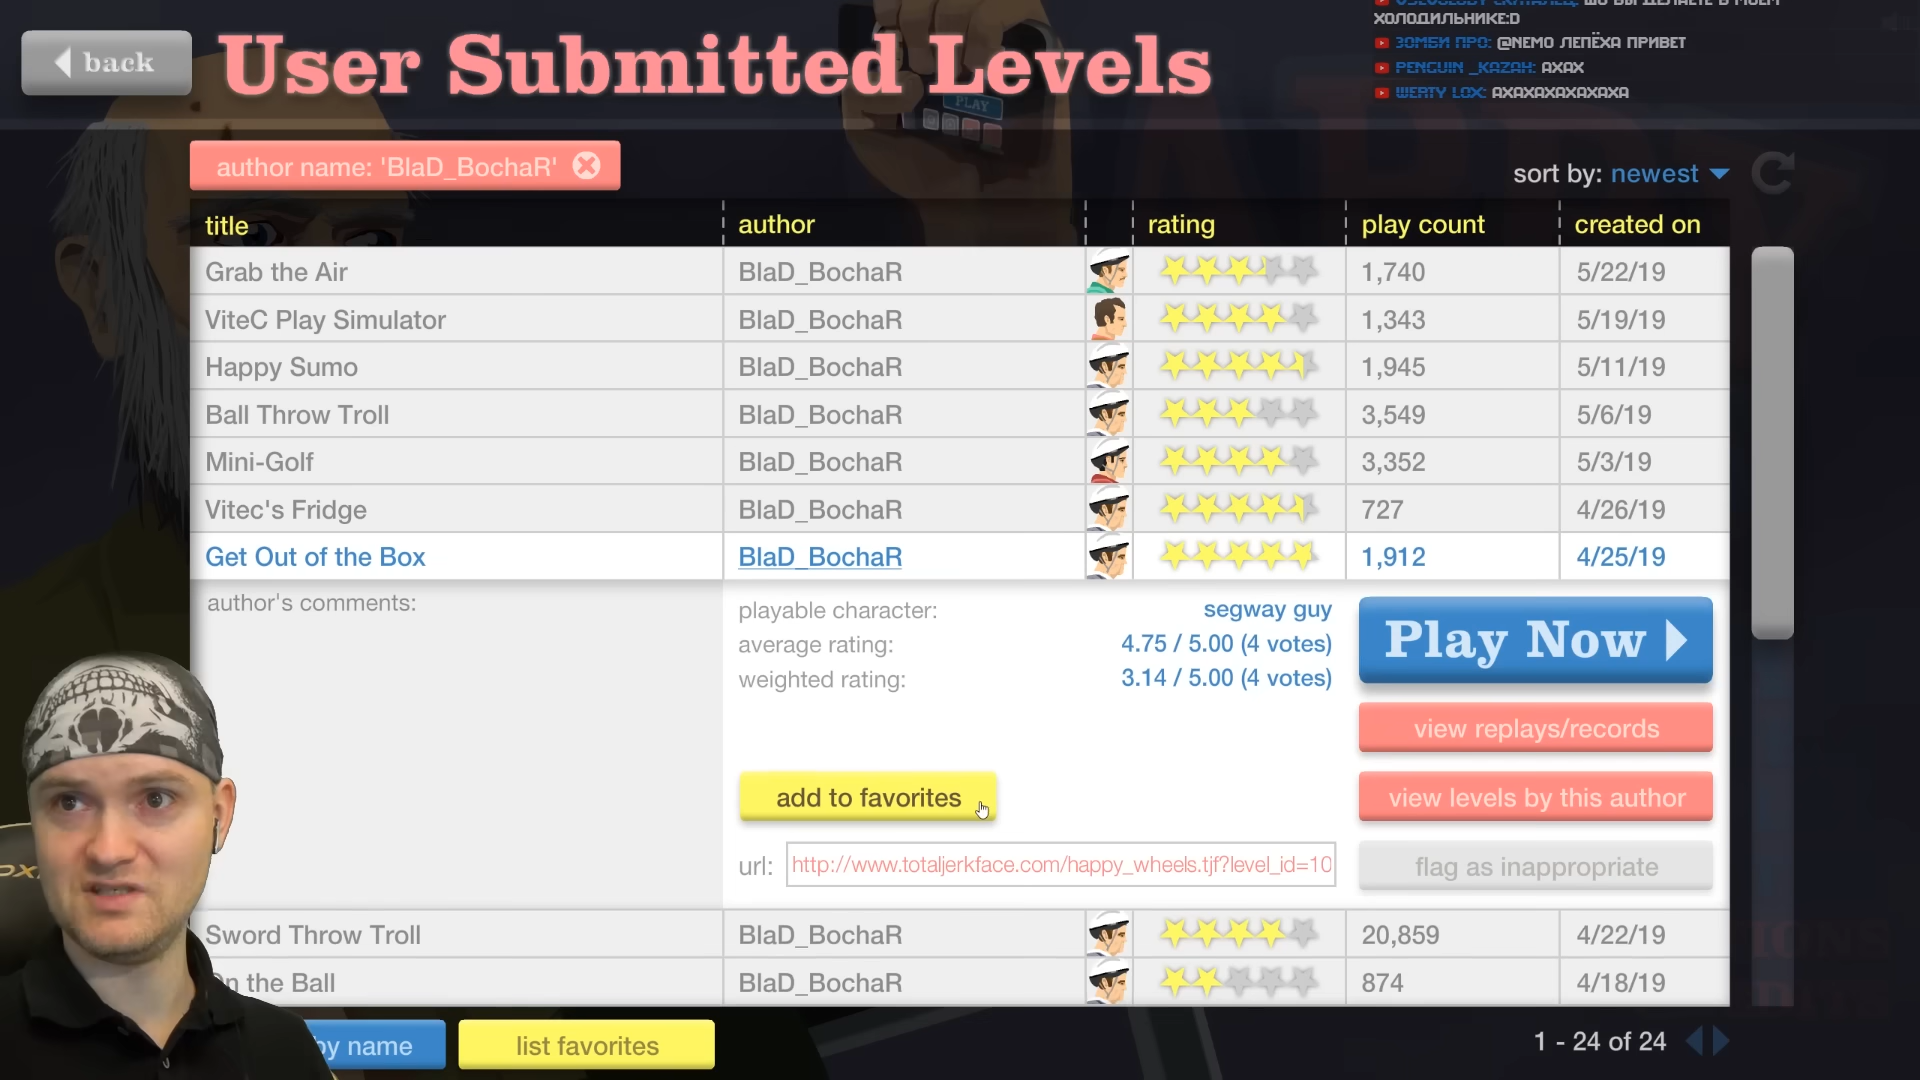 ХОЛОДИЛЬНИКЕ:D
ЗОМБИ ПРО: @NEMO ЛЕПЁХА ПРИВЕТ
PENGUIN _KAZAH: АХАХ
WERTY LOX: АХАХАХАХАХАХА
back
User Submitted Levels
PLAY
author name: 'BlaD_BochaR'
sort by: newest
title author rating play count created on
Grab the Air BlaD_BochaR 1,740 5/22/19
ViteC Play Simulator BlaD_BochaR 1,343 5/19/19
Happy Sumo BlaD_BochaR 1,945 5/11/19
Ball Throw Troll BlaD_BochaR 3,549 5/6/19
Mini-Golf BlaD_BochaR 3,352 5/3/19
Vitec's Fridge BlaD_BochaR 727 4/26/19
Get Out of the Box BlaD_BochaR 1,912 4/25/19
author's comments:
playable character: segway guy
average rating: 4.75 / 5.00 (4 votes)
weighted rating: 3.14 / 5.00 (4 votes)
Play Now
view replays/records
add to favorites
view levels by this author
url: http://www.totaljerkface.com/happy_wheels.tjf?level_id=10
flag as inappropriate
Sword Throw Troll BlaD_BochaR 20,859 4/22/19
n the Ball BlaD_BochaR 874 4/18/19
by name
list favorites
1 - 24 of 24